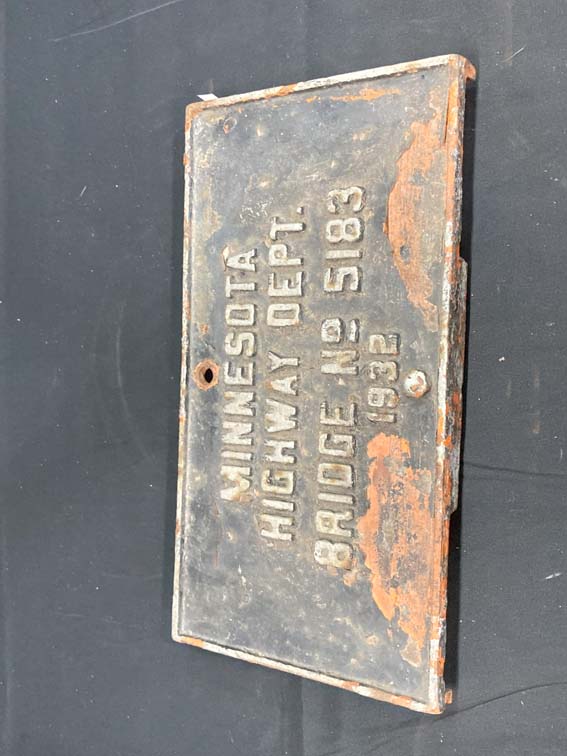 MINNESOTA
HIGHWAY DEPT.
BRIDGE Nº 5183
1932